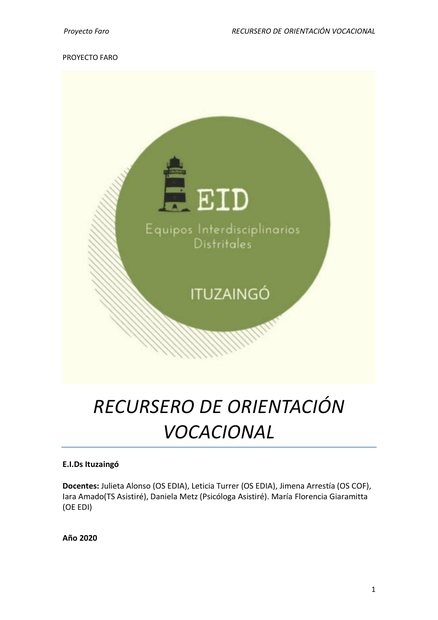 Proyecto Faro RECURSERO DE ORIENTACIÓN VOCACIONAL
PROYECTO FARO
EID
Equipos Interdisciplinarios
Distritales
ITUZAINGÓ
RECURSERO DE ORIENTACIÓN
VOCACIONAL
E.I.Ds Ituzaingó
Docentes: Julieta Alonso (OS EDIA), Leticia Turrer (OS EDIA), Jimena Arrestía (OS COF),
Iara Amado(TS Asistiré), Daniela Metz (Psicóloga Asistiré). María Florencia Giaramitta
(OE EDI)
Año 2020
1